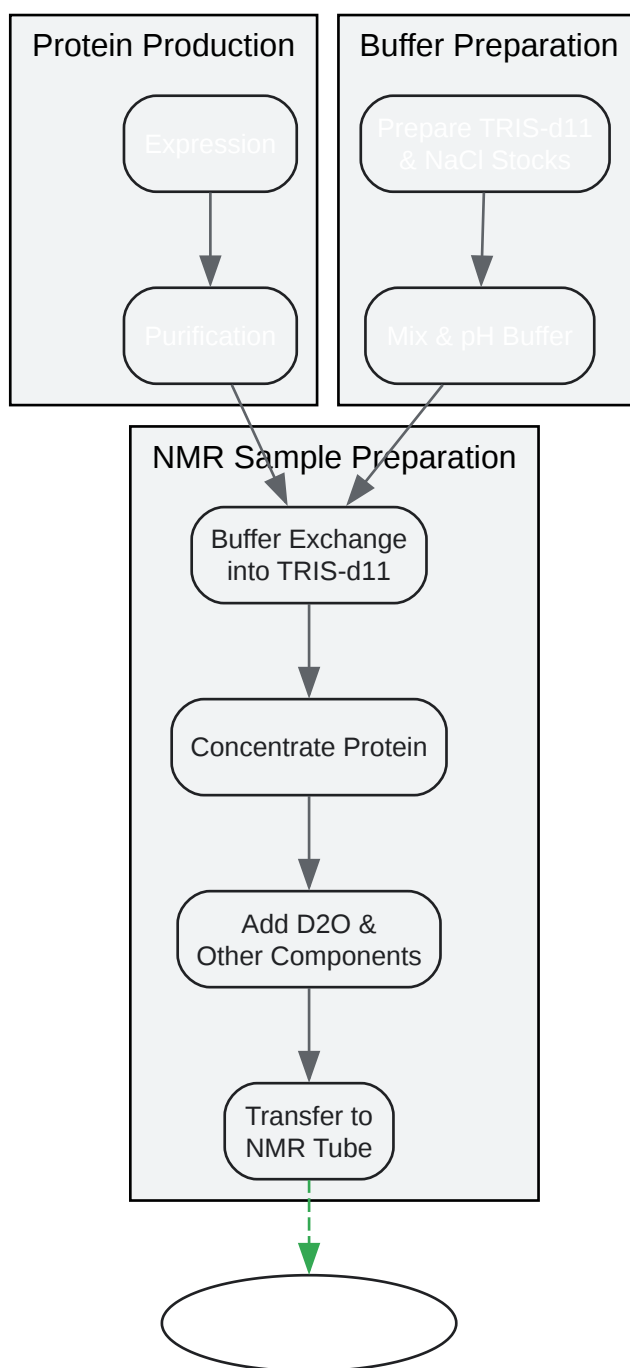 Protein Production
Expression
Purification
Buffer Preparation
Prepare TRIS-d11
& NaCl Stocks
Mix & pH Buffer
NMR Sample Preparation
Buffer Exchange
into TRIS-d11
Concentrate Protein
Add D2O &
Other Components
Transfer to
NMR Tube